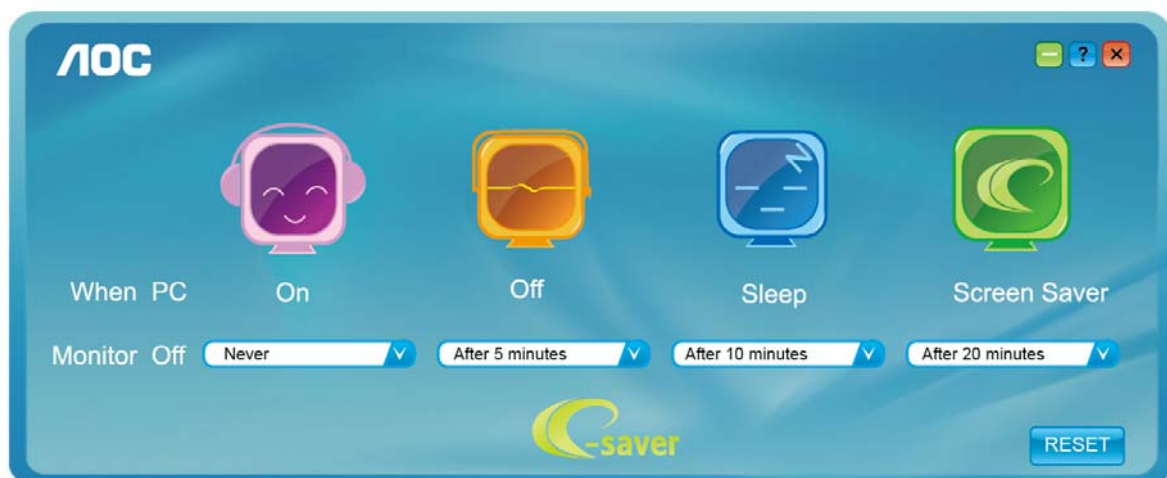 AOC
?
When PC On Off Sleep Screen Saver
Monitor Off Never After 5 minutes After 10 minutes After 20 minutes
e-saver
RESET